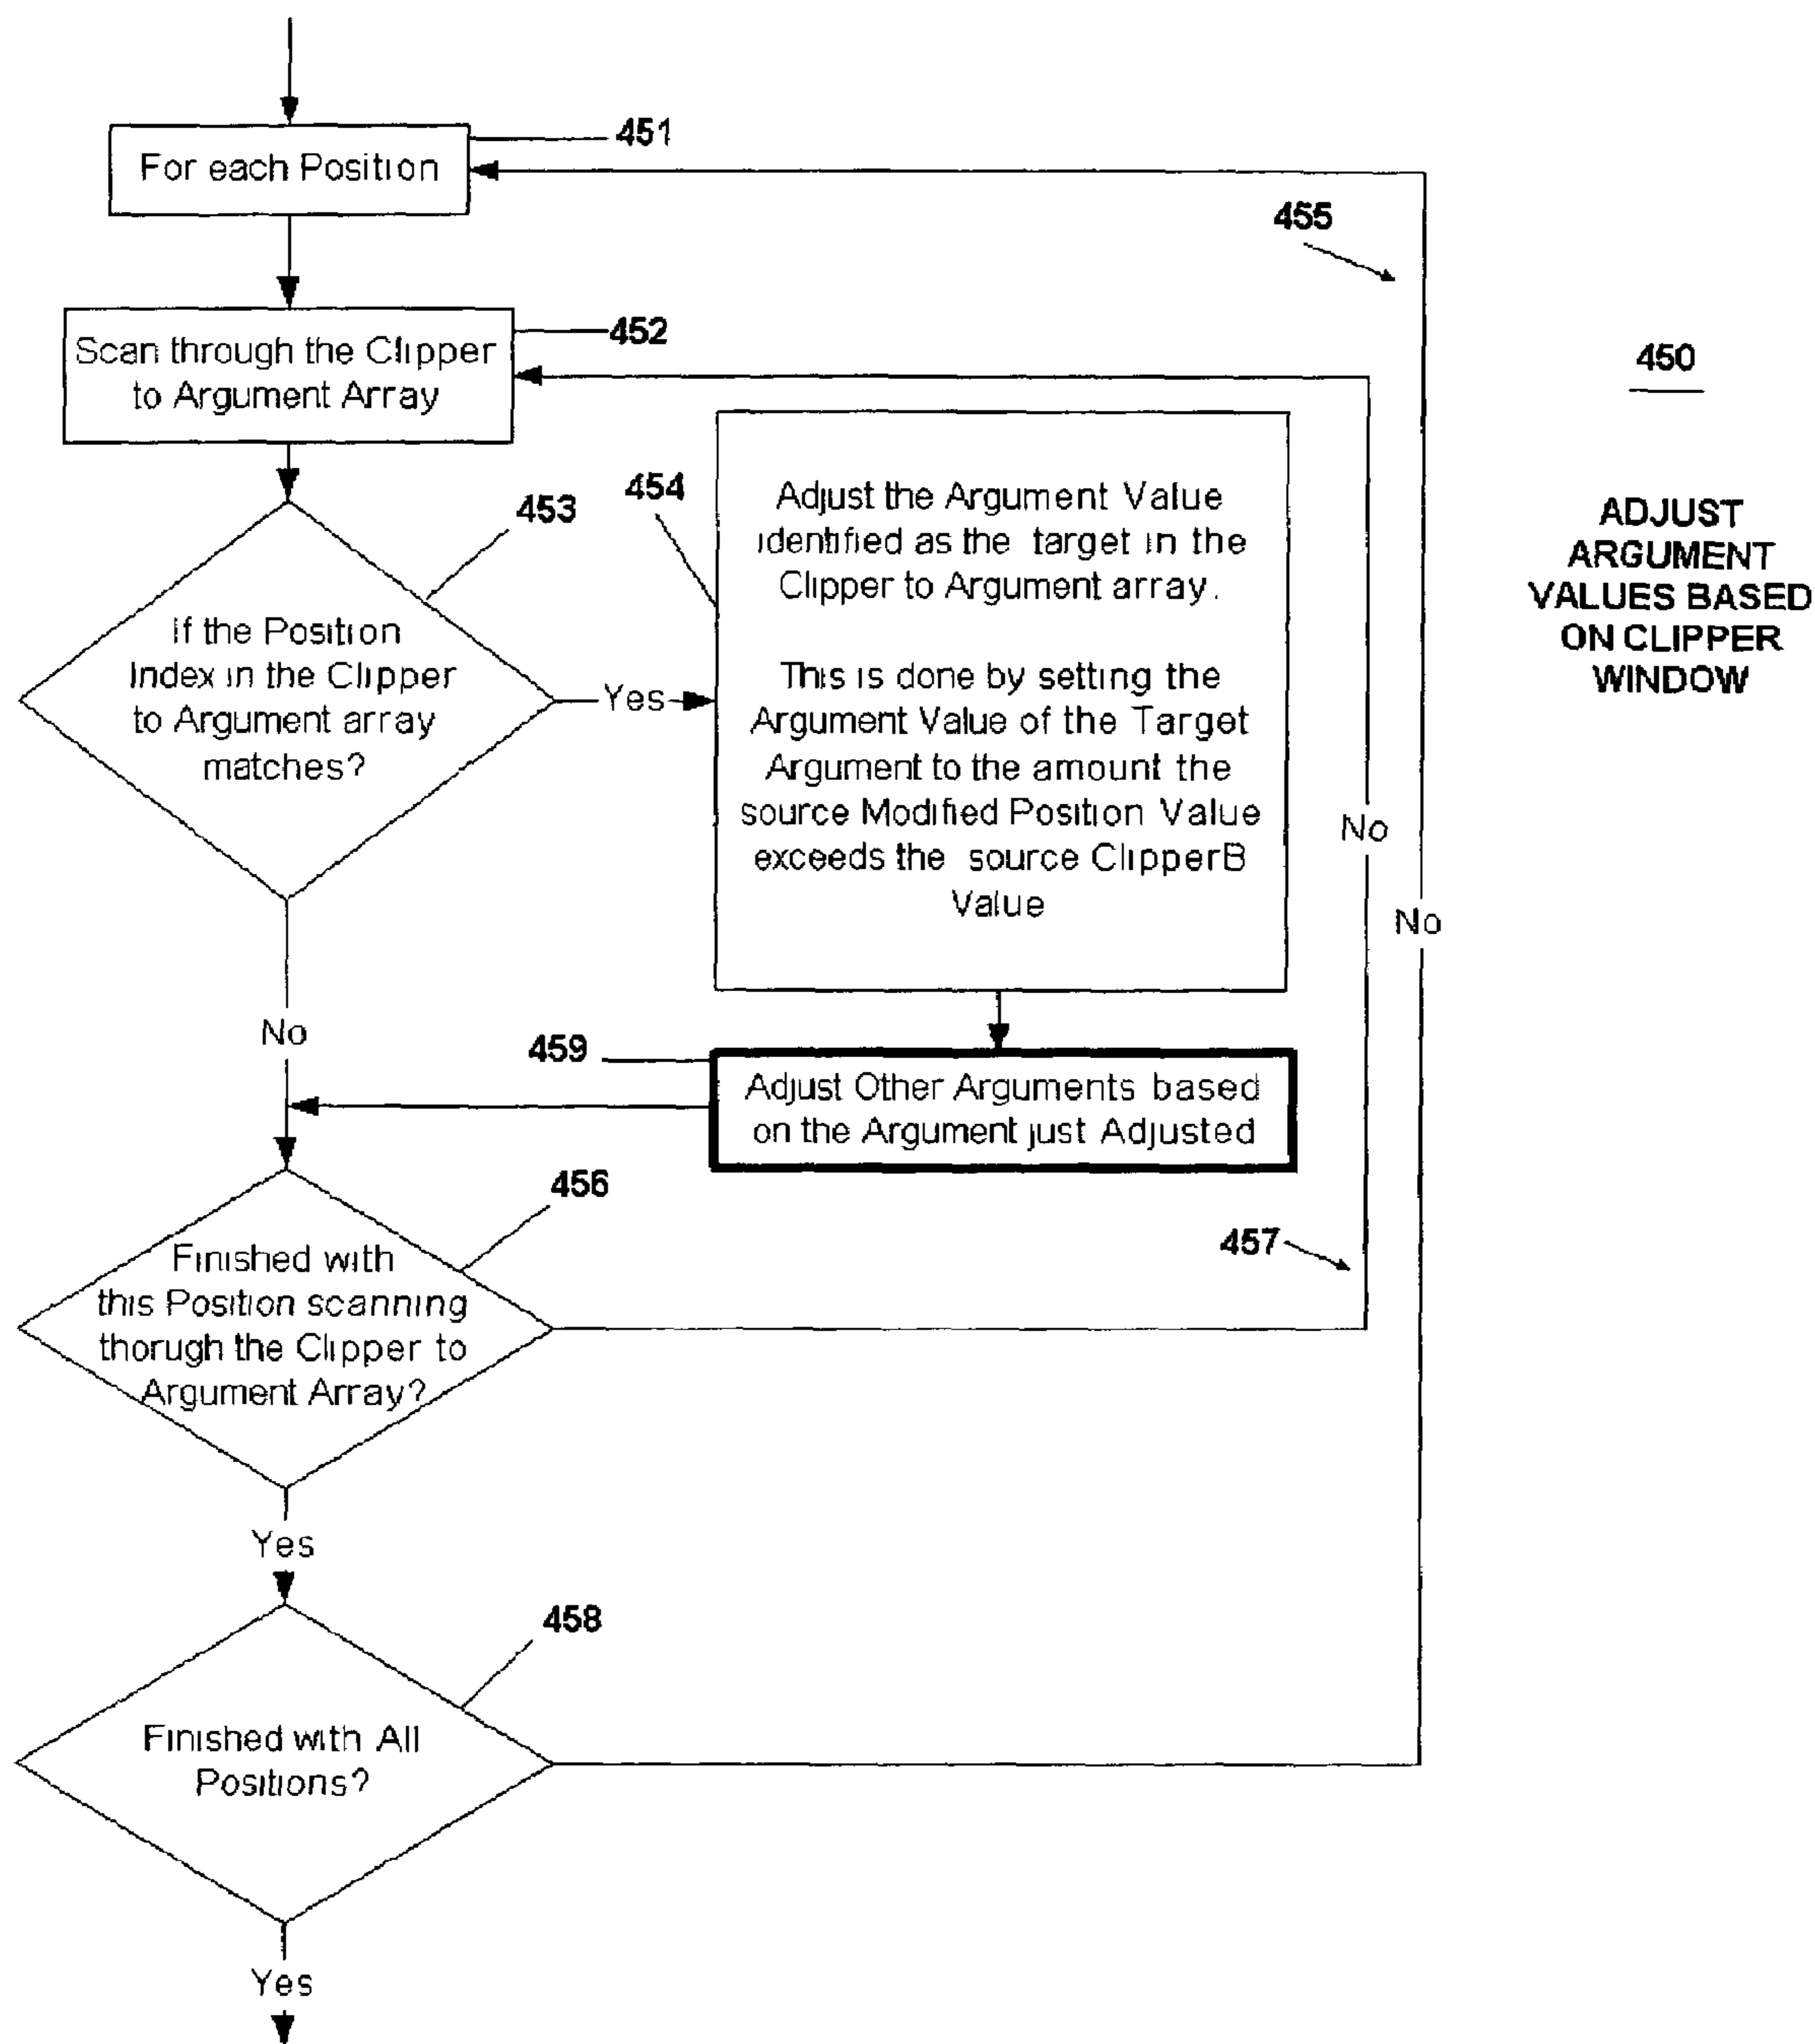 451
For each Position
455
452
Scan through the Clipper
to Argument Array
450
ADJUST
ARGUMENT
VALUES BASED
ON CLIPPER
WINDOW
453
If the Position
Index in the Clipper
to Argument array
matches?
Yes
454
Adjust the Argument Value
identified as the target in the
Clipper to Argument array.
This is done by setting the
Argument Value of the Target
Argument to the amount the
source Modified Position Value
exceeds the source ClipperB
Value
No
No
No
459
Adjust Other Arguments based
on the Argument just Adjusted
456
457
Finished with
this Position scanning
thorugh the Clipper to
Argument Array?
Yes
458
Finished with All
Positions?
Yes